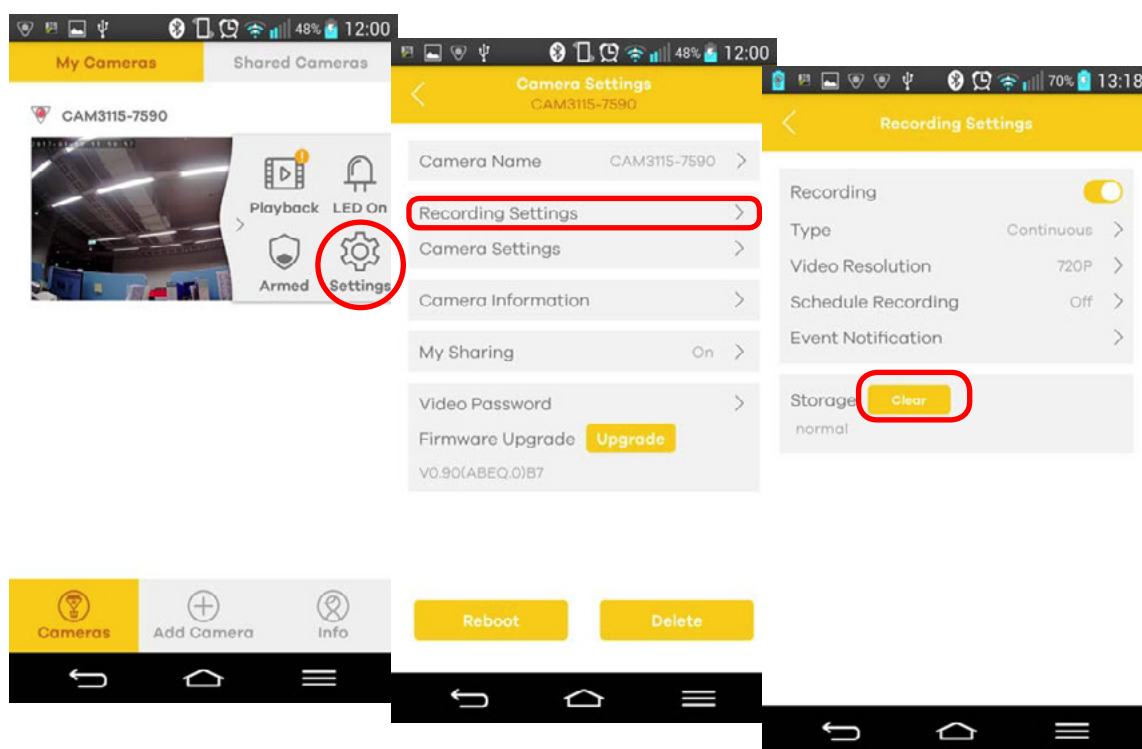 48% 12:00
My Cameras Shared Cameras
CAM3115-7590
Playback LED On
Armed Settings
Cameras Add Camera Info
48% 12:00
Camera Settings
CAM3115-7590
Camera Name CAM3115-7590
Recording Settings
Camera Settings
Camera Information
My Sharing On
Video Password
Firmware Upgrade Upgrade
V0.90(ABEQ.0)B7
Reboot Delete
70% 13:18
Recording Settings
Recording
Type Continuous
Video Resolution 720P
Schedule Recording Off
Event Notification
Storage Clear
normal